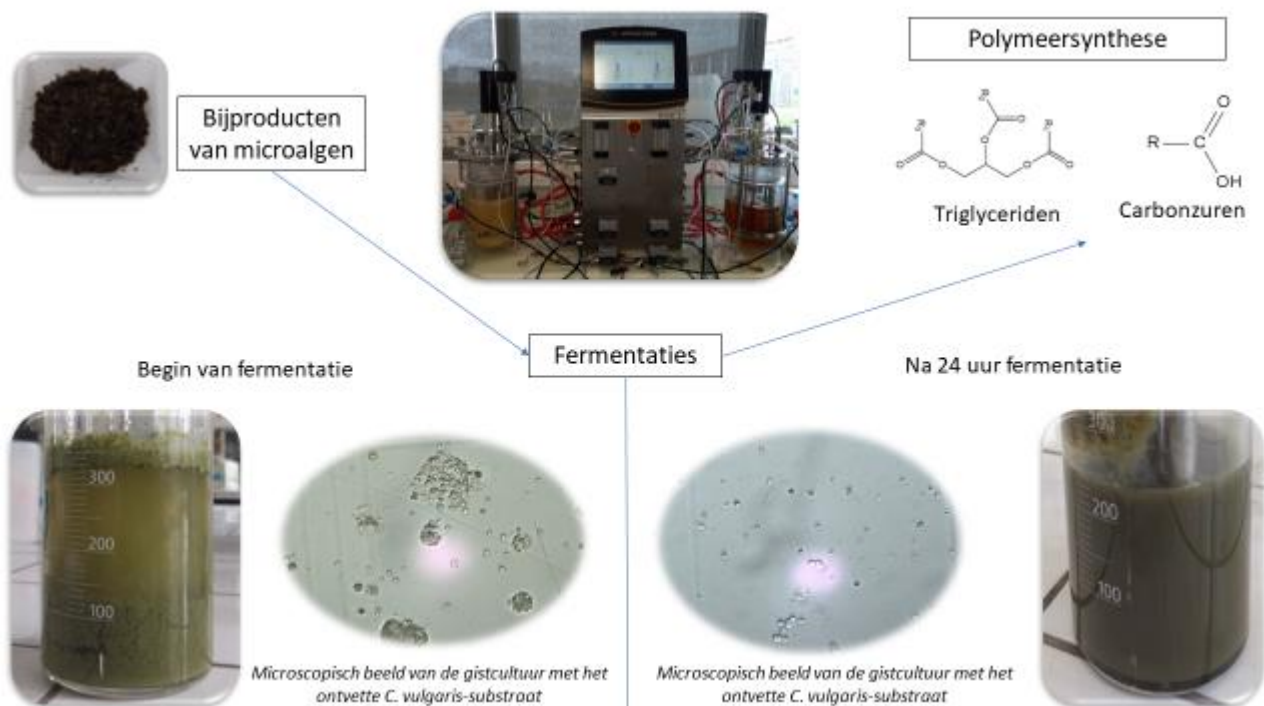 Polymeersynthese
Bijproducten
van microalgen
O
R
C
OH
Triglyceriden
Carbonzuren
Fermentaties
Begin van fermentatie
Na 24 uur fermentatie
300
200
100
200
100
Microscopisch beeld van de gistcultuur met het
ontvette C. vulgaris-substraat
Microscopisch beeld van de gistcultuur met het
ontvette C. vulgaris-substraat